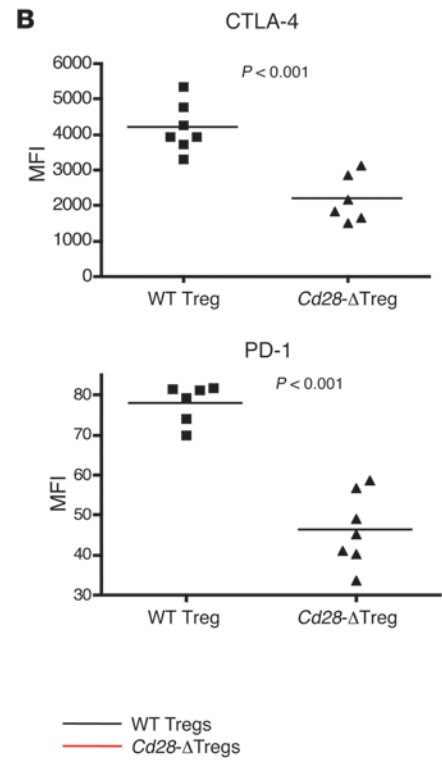 B
CTLA-4
P < 0.001
6000
5000
4000
3000
2000
1000
0
MFI
WT Treg
Cd28-ΔTreg
PD-1
P < 0.001
80
70
60
50
40
30
MFI
WT Treg
Cd28-ΔTreg
WT Tregs
Cd28-ΔTregs